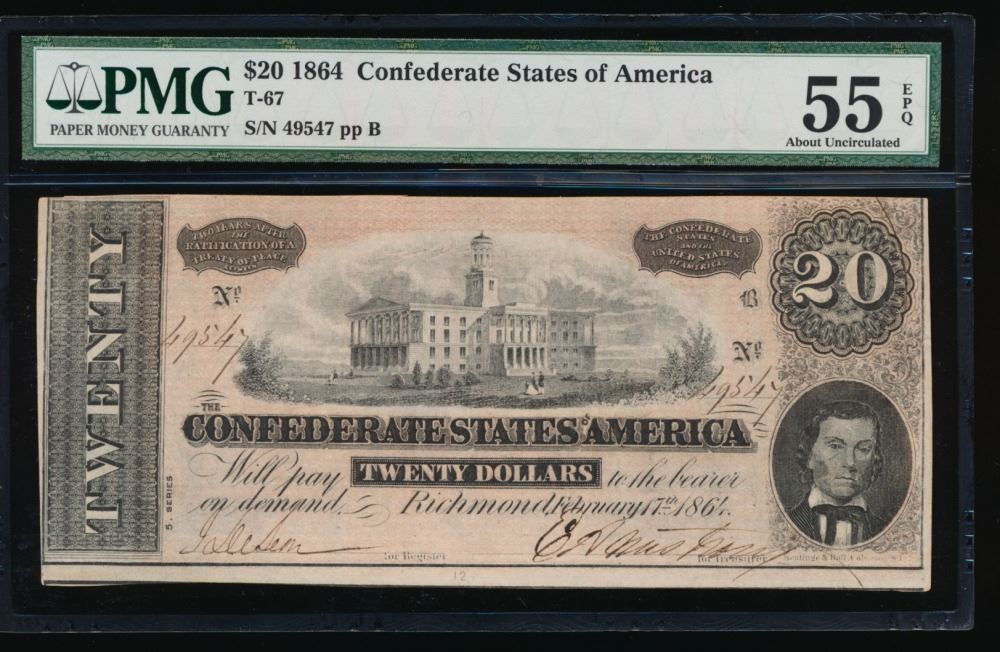 PMG
PAPER MONEY GUARANTY
$20 1864 Confederate States of America
T-67
S/N 49547 pp B
55
EPQ
About Uncirculated
TWENTY
TWO YEARS AFTER
THE
RATIFICATION OF A
TREATY OF PEACE
BETWEEN
THE CONFEDERATE
STATES
AND THE
UNITED STATES
OF AMERICA
20
No
B
49547
No
49547
THE
CONFEDERATE STATES OF AMERICA
Will pay TWENTY DOLLARS to the bearer
on demand. Richmond, February 17th 1864.
5. SERIES
for Register
for Treasurer
12